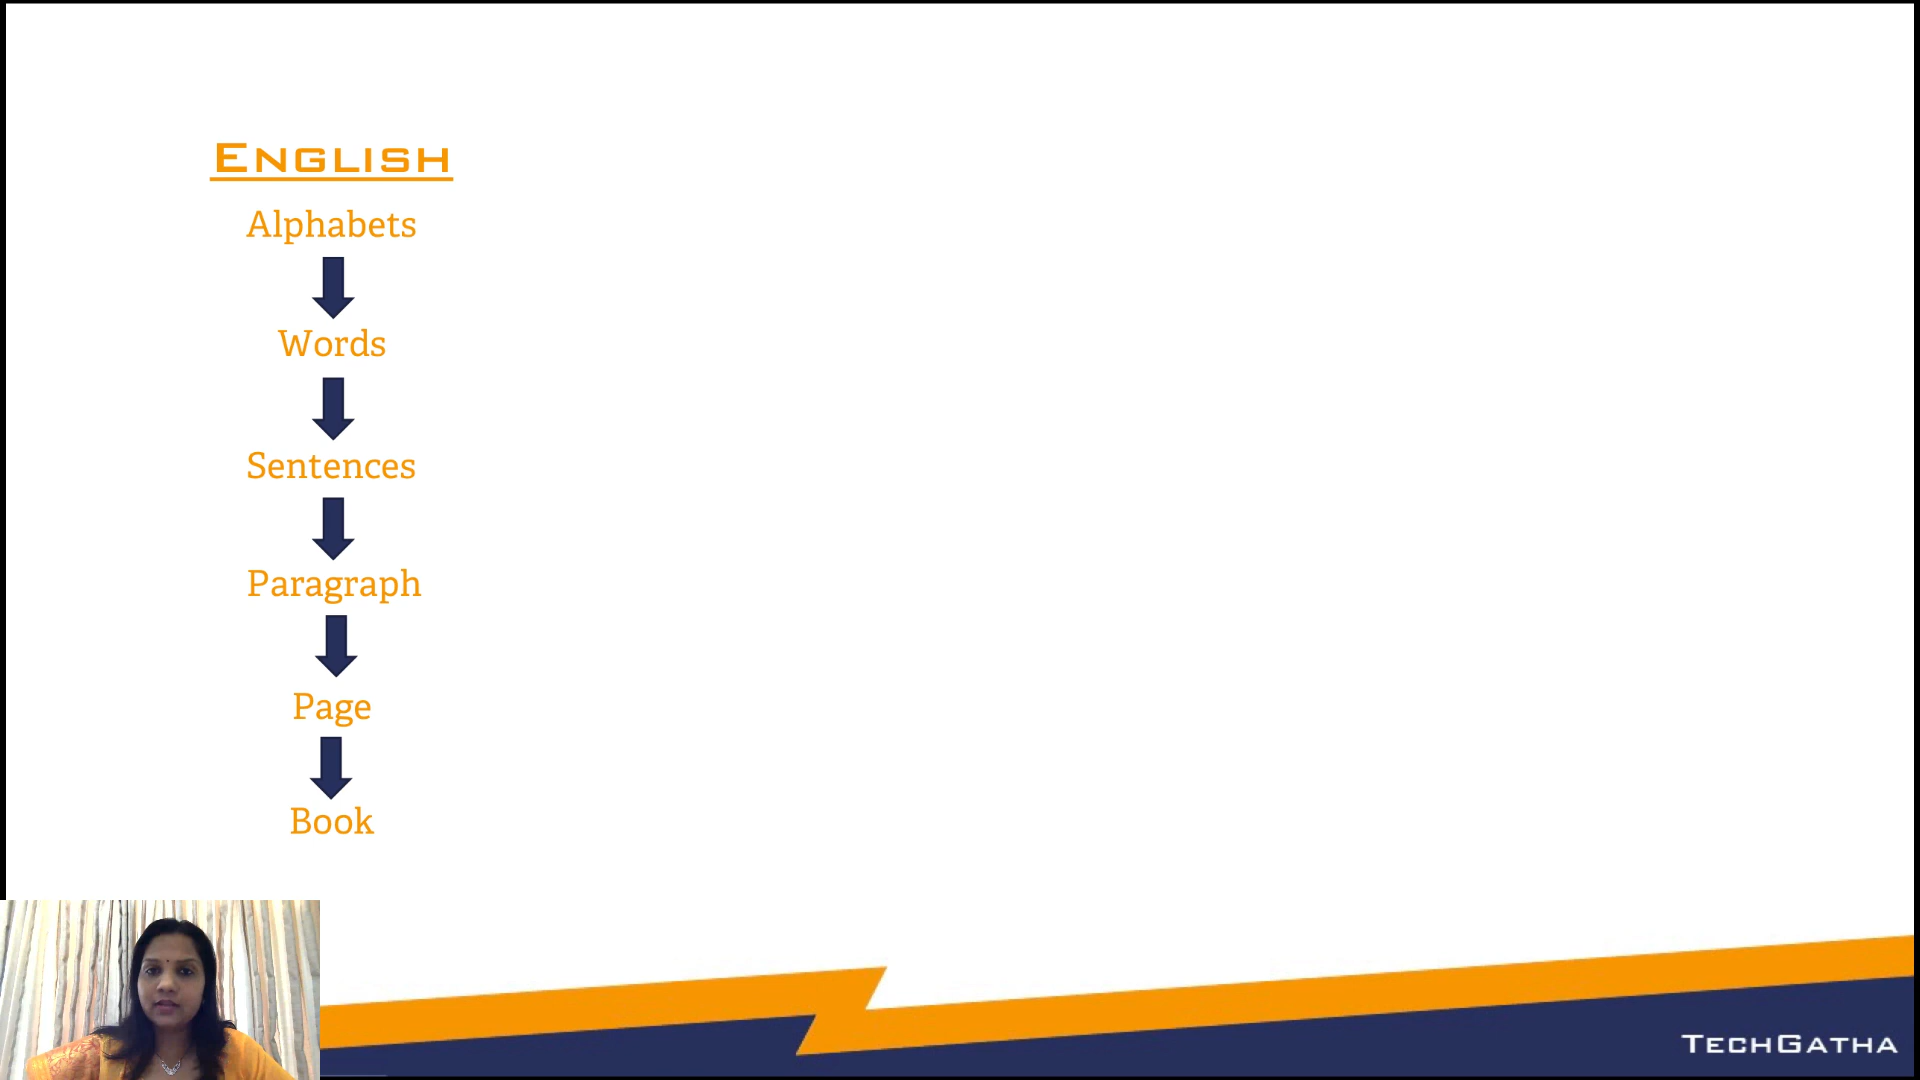 ENGLISH
Alphabets
Words
Sentences
Paragraph
Page
Book
TECHGATHA